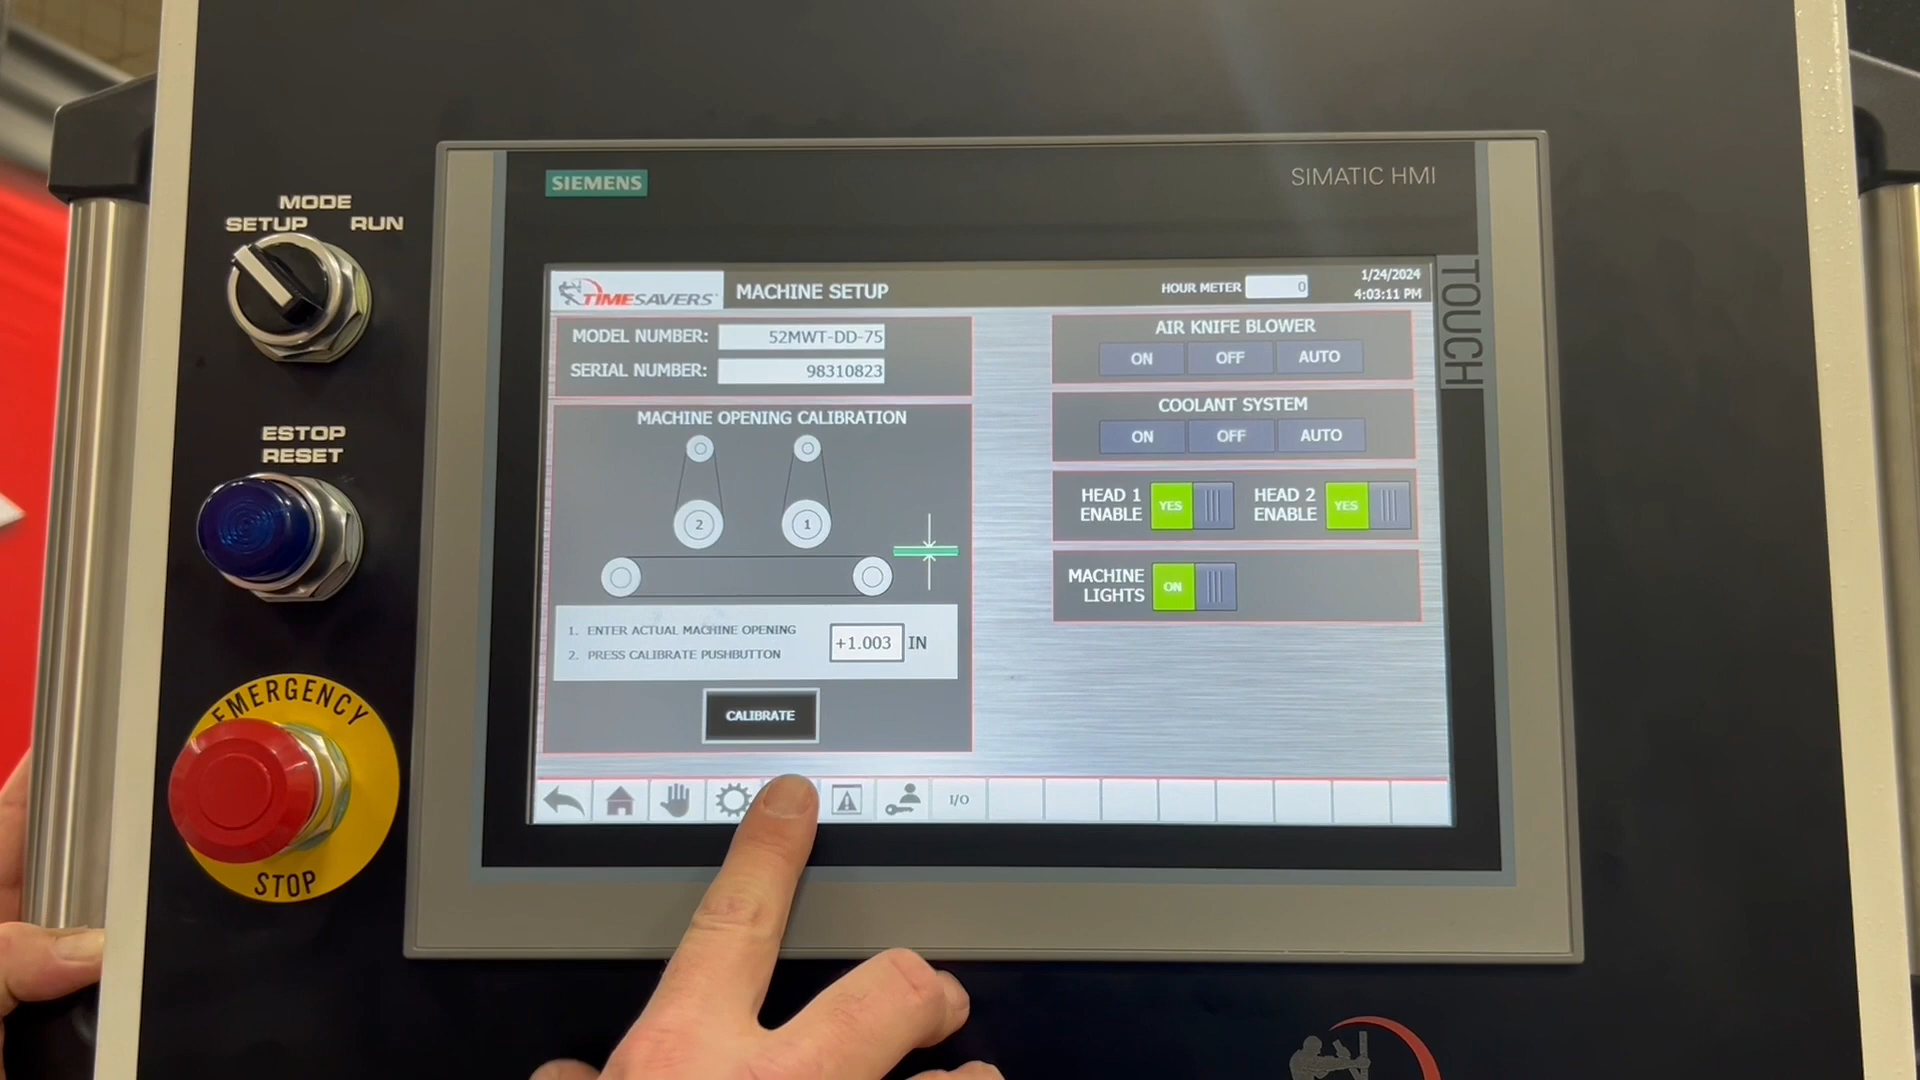 SIEMENS
SIMATIC HMI
TOUCH
MODE
SETUP RUN
ESTOP
RESET
EMERGENCY
STOP
TIMESAVERS
MACHINE SETUP
HOUR METER 0
1/24/2024
4:03:11 PM
MODEL NUMBER: 52MWT-DD-75
SERIAL NUMBER: 98310823
MACHINE OPENING CALIBRATION
2 1
1. ENTER ACTUAL MACHINE OPENING
2. PRESS CALIBRATE PUSHBUTTON
+1.003 IN
CALIBRATE
AIR KNIFE BLOWER
ON OFF AUTO
COOLANT SYSTEM
ON OFF AUTO
HEAD 1
ENABLE
YES
HEAD 2
ENABLE
YES
MACHINE
LIGHTS
ON
I/O